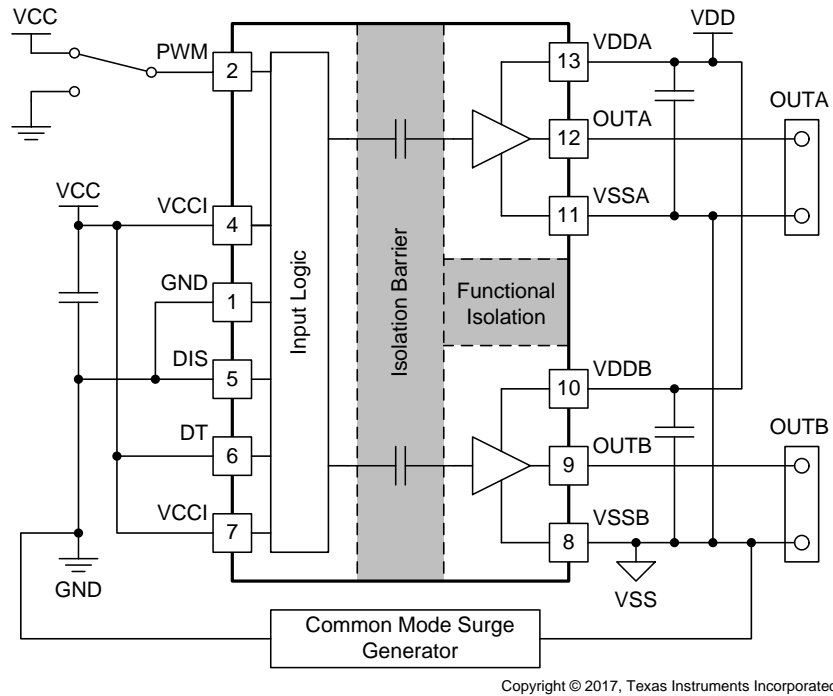 VCC
PWM
2
VCC
VCCI
4
GND
1
DIS
5
DT
6
VCCI
7
GND
Input Logic
Isolation Barrier
Functional
Isolation
VDD
13
VDDA
12
OUTA
11
VSSA
OUTA
10
VDDB
9
OUTB
8
VSSB
OUTB
VSS
Common Mode Surge
Generator
Copyright © 2017, Texas Instruments Incorporated